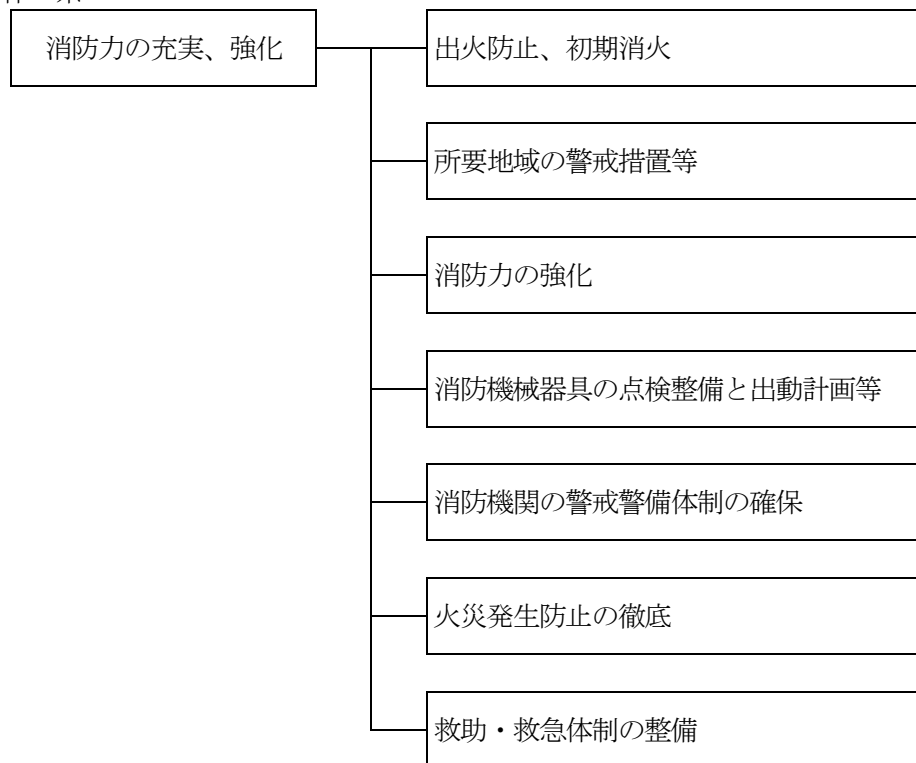 消防力の充実、強化
出火防止、初期消火
所要地域の警戒措置等
消防力の強化
消防機械器具の点検整備と出動計画等
消防機関の警戒警備体制の確保
火災発生防止の徹底
救助・救急体制の整備